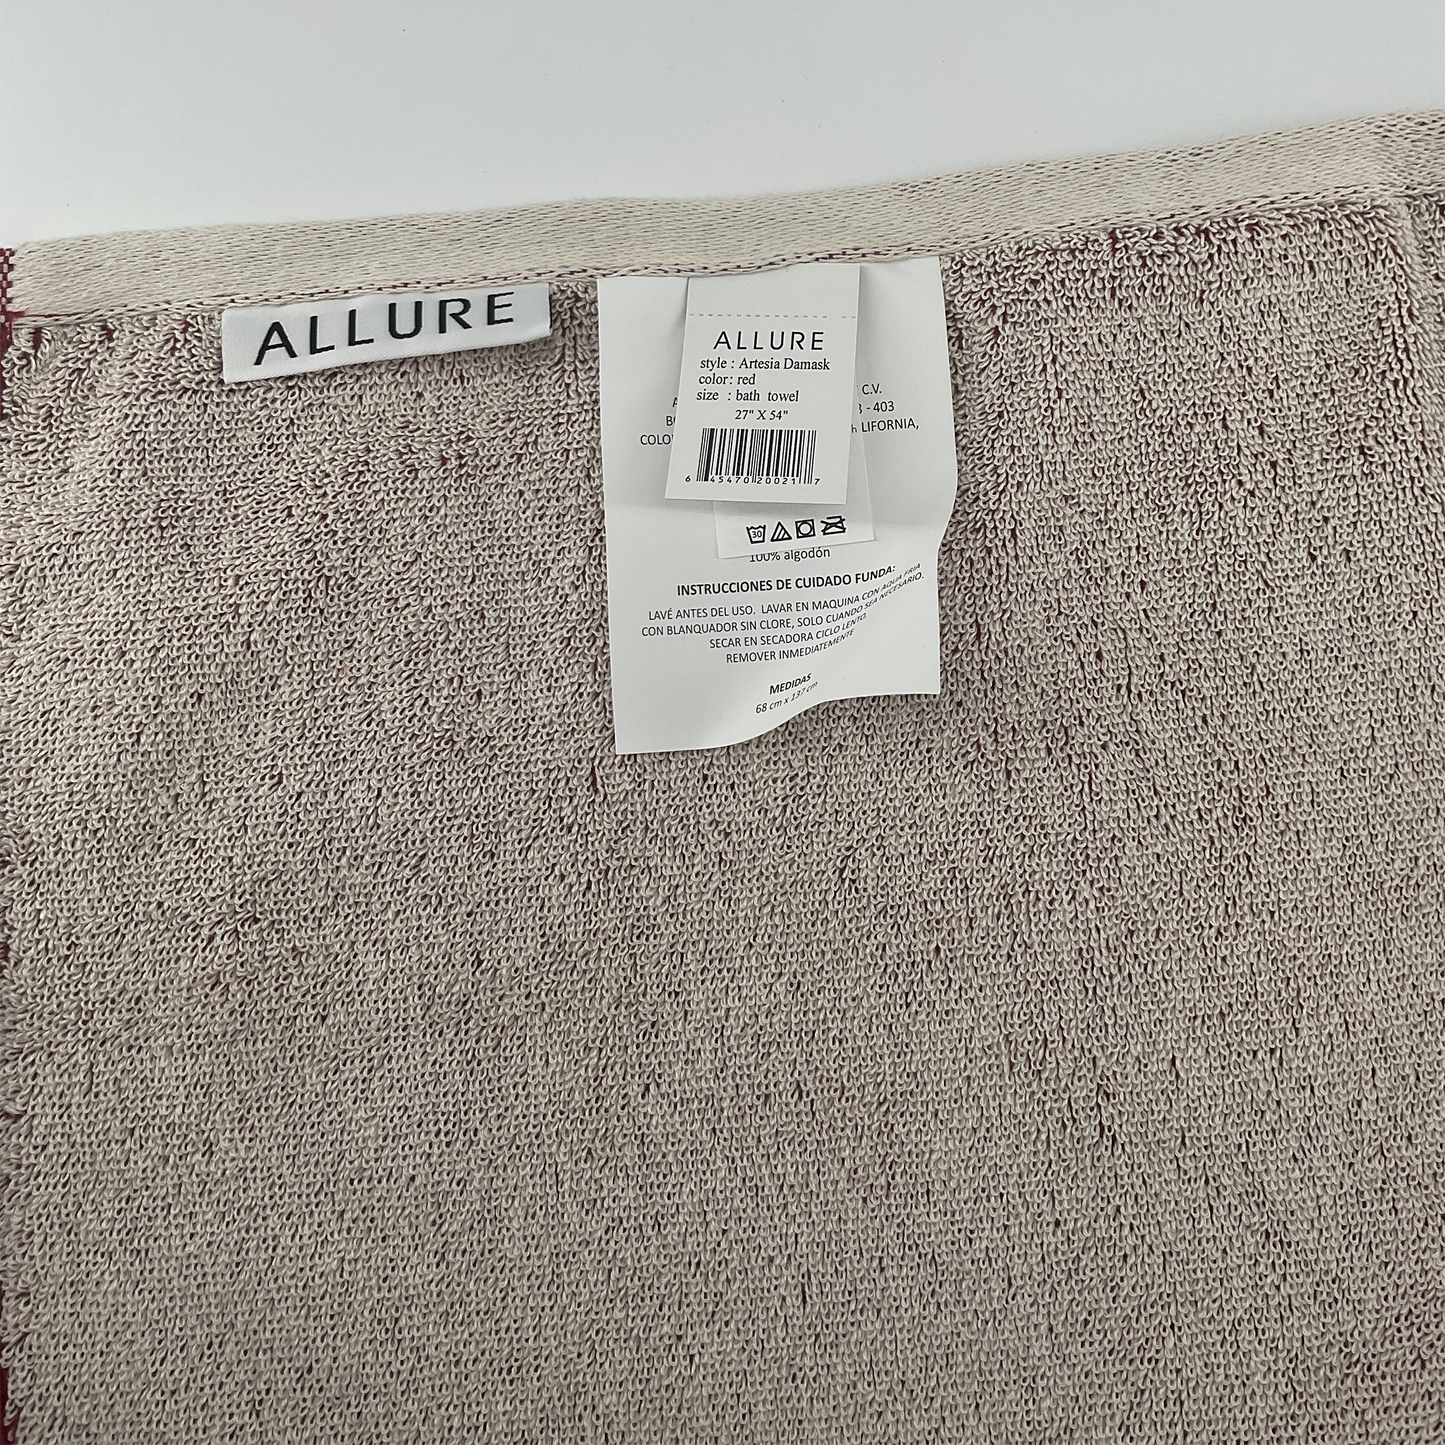 ALLURE
ALLURE
style : Artesia Damask
color: red
size : bath towel
27" X 54"
6 45470 20021 7
C.V.
- 403
COLO
LIFORNIA,
30
100% algodón
INSTRUCCIONES DE CUIDADO FUNDA:
LAVÉ ANTES DEL USO. LAVAR EN MAQUINA CON AQUA FRIA
CON BLANQUADOR SIN CLORE, SOLO CUANDO SEA NECESARIO.
SECAR EN SECADORA CICLO LENTO,
REMOVER INMEDIATEMENTE
MEDIDAS
68 cm x 137 cm